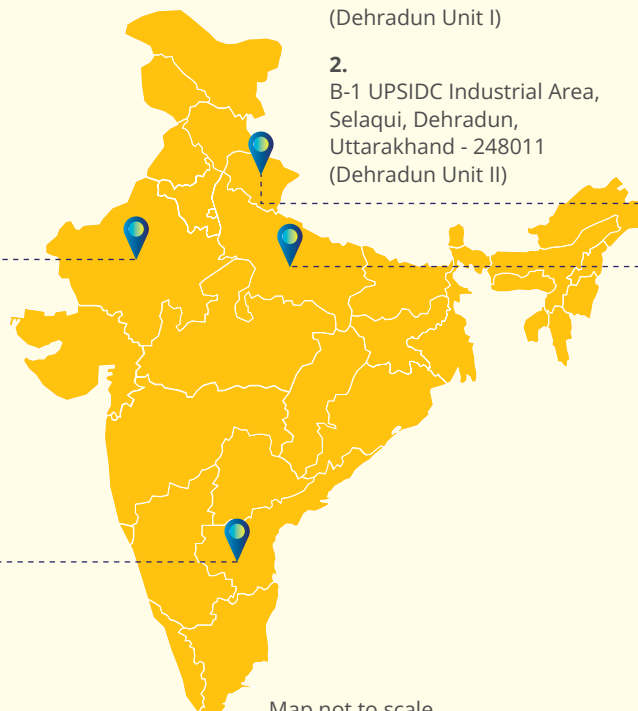 (Dehradun Unit I)
2.
B-1 UPSIDC Industrial Area,
Selaqui, Dehradun,
Uttarakhand - 248011
(Dehradun Unit II)
Map not to scale